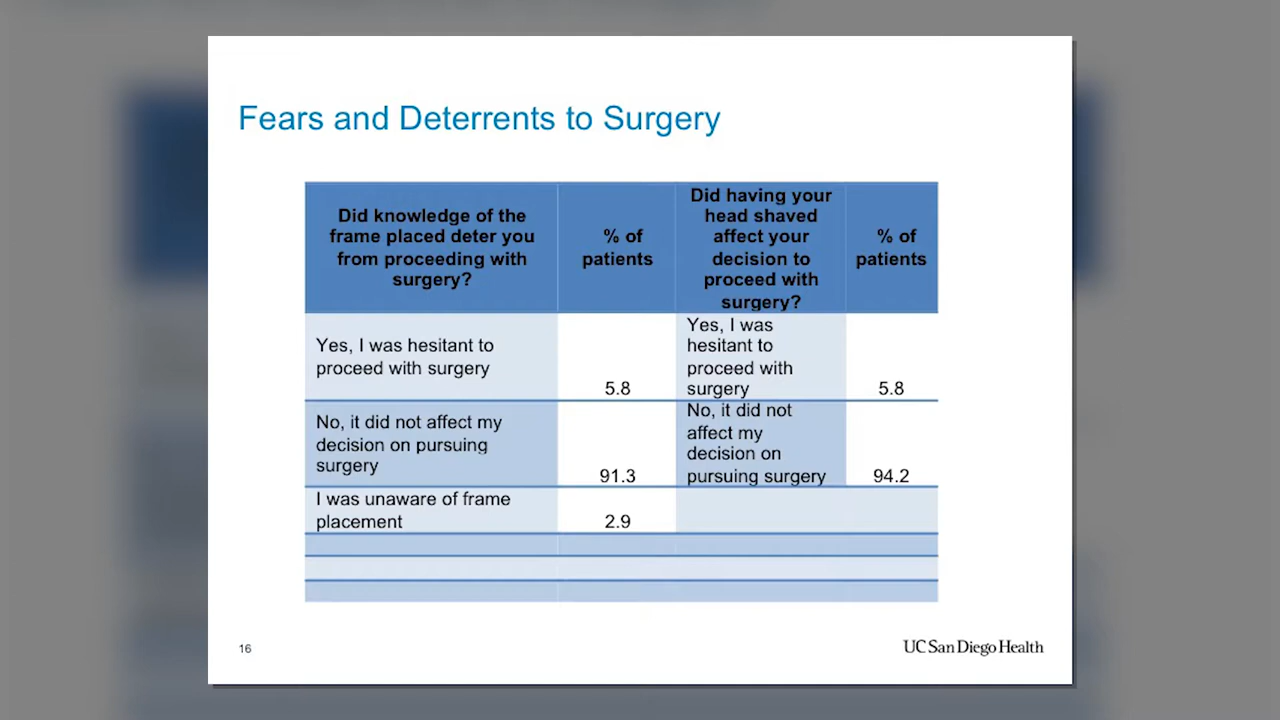 Fears and Deterrents to Surgery
Did knowledge of the
frame placed deter you
from proceeding with
surgery?
% of
patients
Did having your
head shaved
affect your
decision to
proceed with
surgery?
% of
patients
Yes, I was hesitant to
proceed with surgery
5.8
Yes, I was
hesitant to
proceed with
surgery
5.8
No, it did not affect my
decision on pursuing
surgery
91.3
No, it did not
affect my
decision on
pursuing surgery
94.2
I was unaware of frame
placement
2.9
16
UC San Diego Health